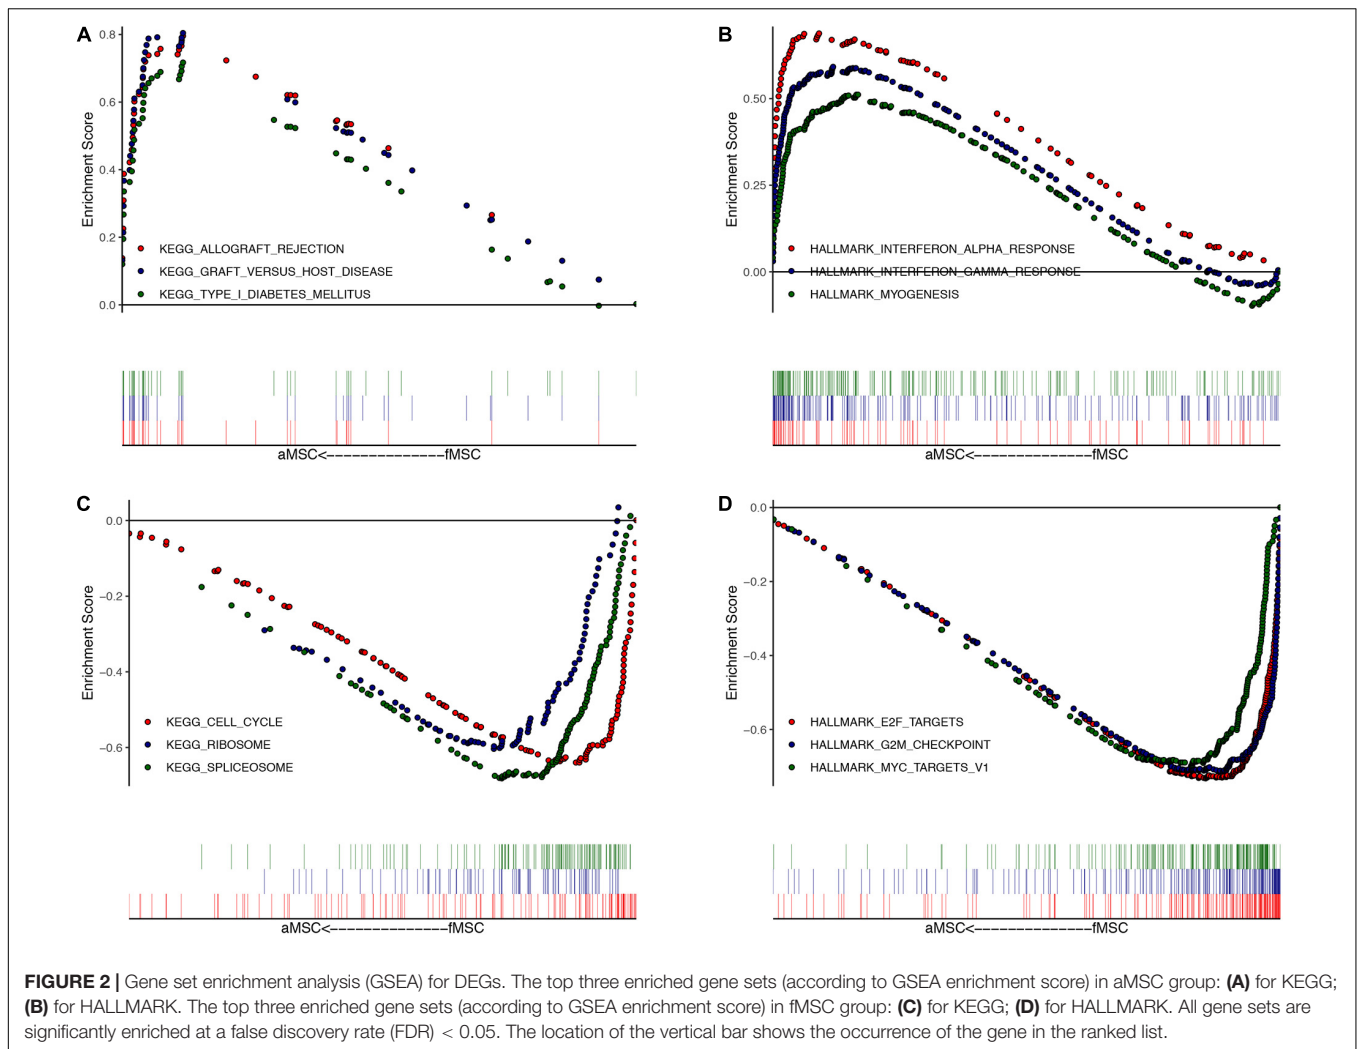 A
Enrichment Score
0.8
0.6
0.4
0.2
0.0
KEGG_ALLOGRAFT_REJECTION
KEGG_GRAFT_VERSUS_HOST_DISEASE
KEGG_TYPE_I_DIABETES_MELLITUS
aMSC<--------------fMSC
B
Enrichment Score
0.50
0.25
0.00
HALLMARK_INTERFERON_ALPHA_RESPONSE
HALLMARK_INTERFERON_GAMMA_RESPONSE
HALLMARK_MYOGENESIS
aMSC<--------------fMSC
C
Enrichment Score
0.0
−0.2
−0.4
−0.6
KEGG_CELL_CYCLE
KEGG_RIBOSOME
KEGG_SPLICEOSOME
aMSC<--------------fMSC
D
Enrichment Score
0.0
−0.2
−0.4
−0.6
HALLMARK_E2F_TARGETS
HALLMARK_G2M_CHECKPOINT
HALLMARK_MYC_TARGETS_V1
aMSC<--------------fMSC
FIGURE 2 | Gene set enrichment analysis (GSEA) for DEGs. The top three enriched gene sets (according to GSEA enrichment score) in aMSC group: (A) for KEGG;
(B) for HALLMARK. The top three enriched gene sets (according to GSEA enrichment score) in fMSC group: (C) for KEGG; (D) for HALLMARK. All gene sets are
significantly enriched at a false discovery rate (FDR) < 0.05. The location of the vertical bar shows the occurrence of the gene in the ranked list.